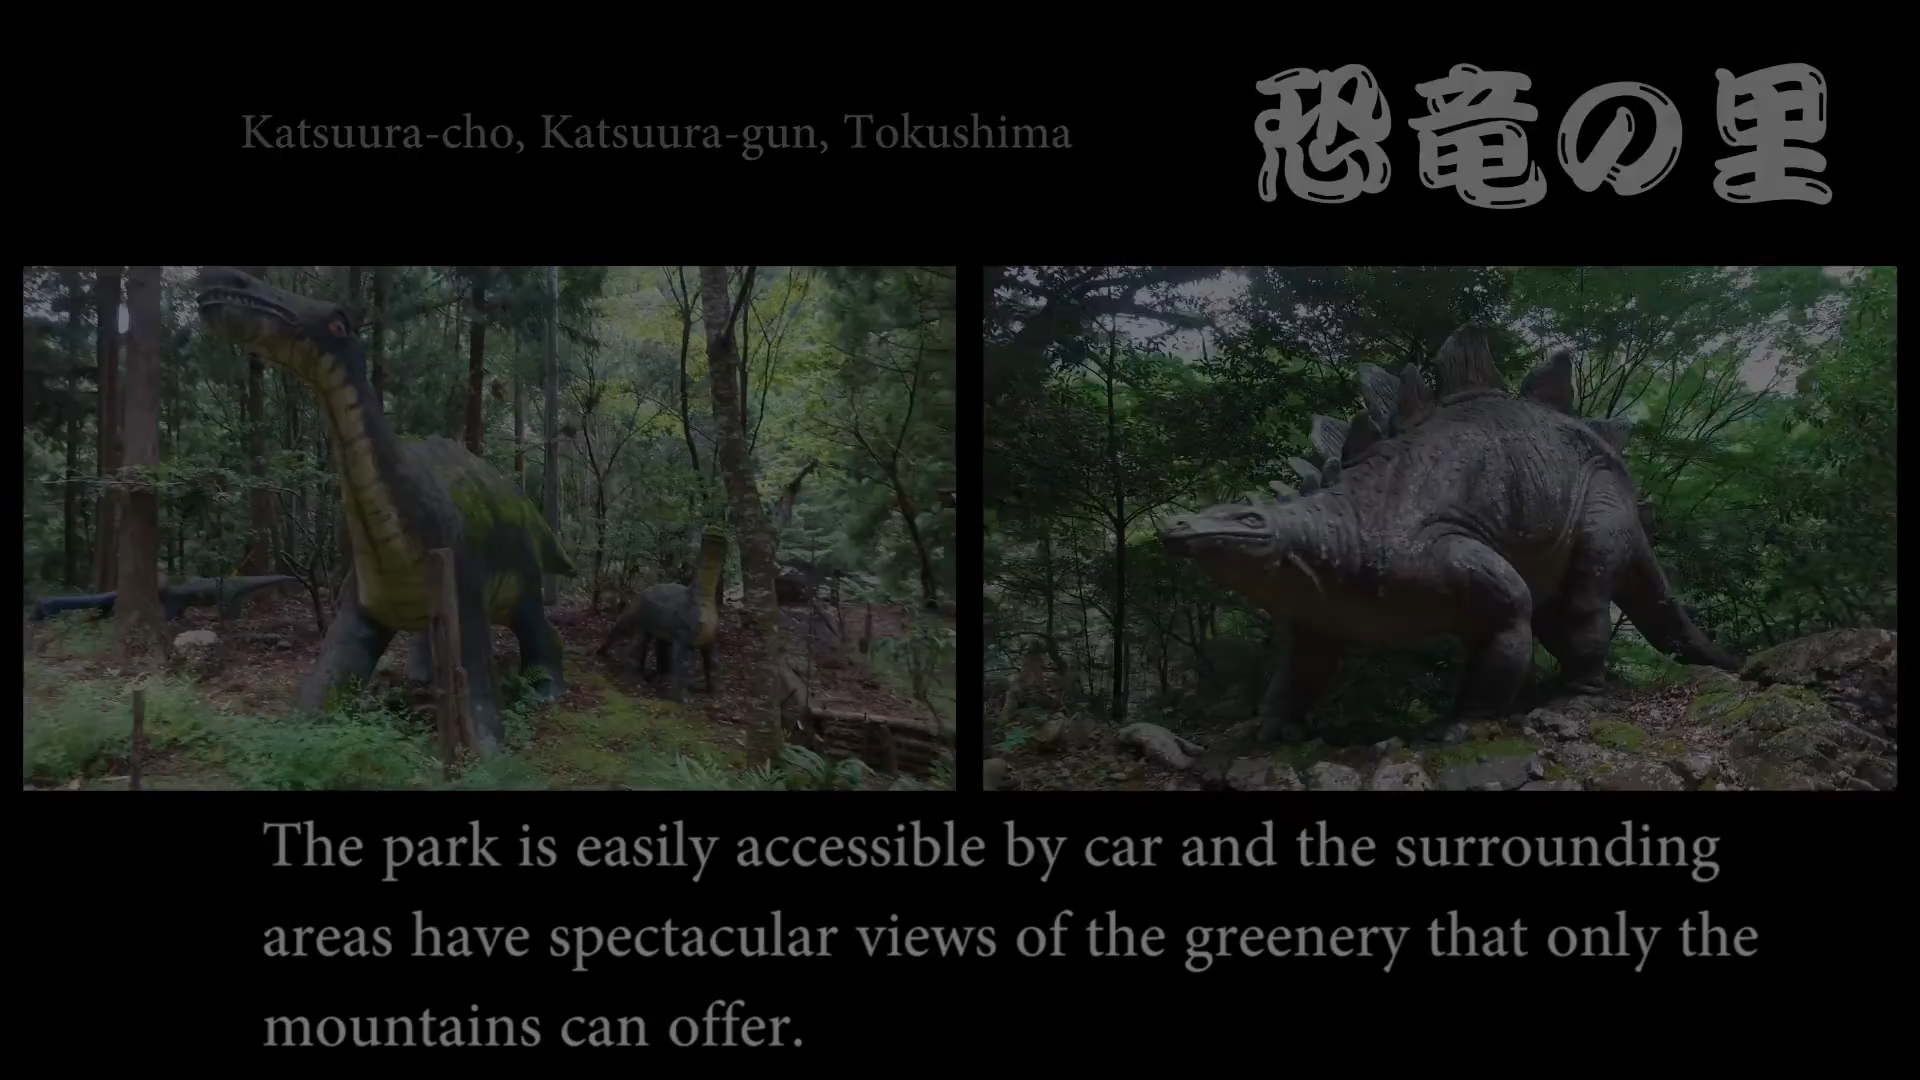 Katsuura-cho, Katsuura-gun, Tokushima
恐竜の里
The park is easily accessible by car and the surrounding
areas have spectacular views of the greenery that only the
mountains can offer.